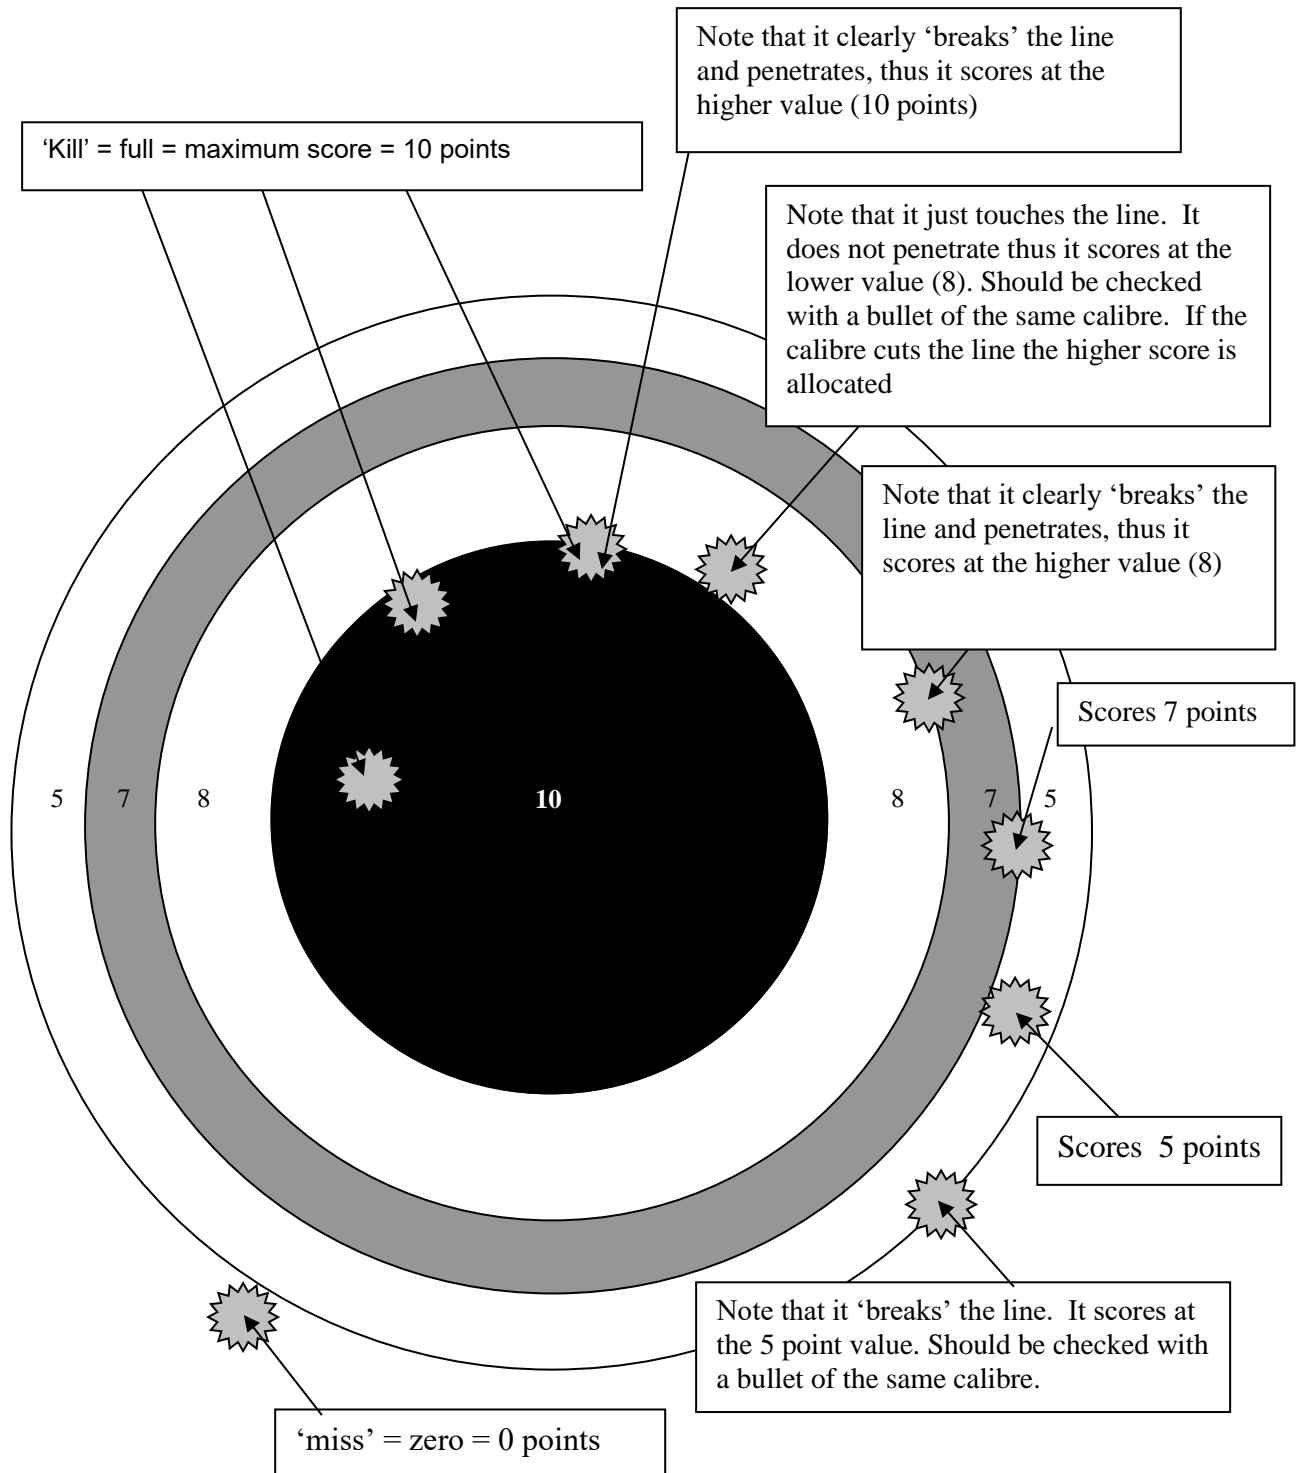 Note that it clearly ‘breaks’ the line
and penetrates, thus it scores at the
higher value (10 points)
‘Kill’ = full = maximum score = 10 points
Note that it just touches the line.  It
does not penetrate thus it scores at the
lower value (8). Should be checked
with a bullet of the same calibre.  If the
calibre cuts the line the higher score is
allocated
Note that it clearly ‘breaks’ the
line and penetrates, thus it
scores at the higher value (8)
Scores 7 points
5 7 8 10 8 7 5
Scores  5 points
Note that it ‘breaks’ the line.  It scores at
the 5 point value. Should be checked with
a bullet of the same calibre.
‘miss’ = zero = 0 points